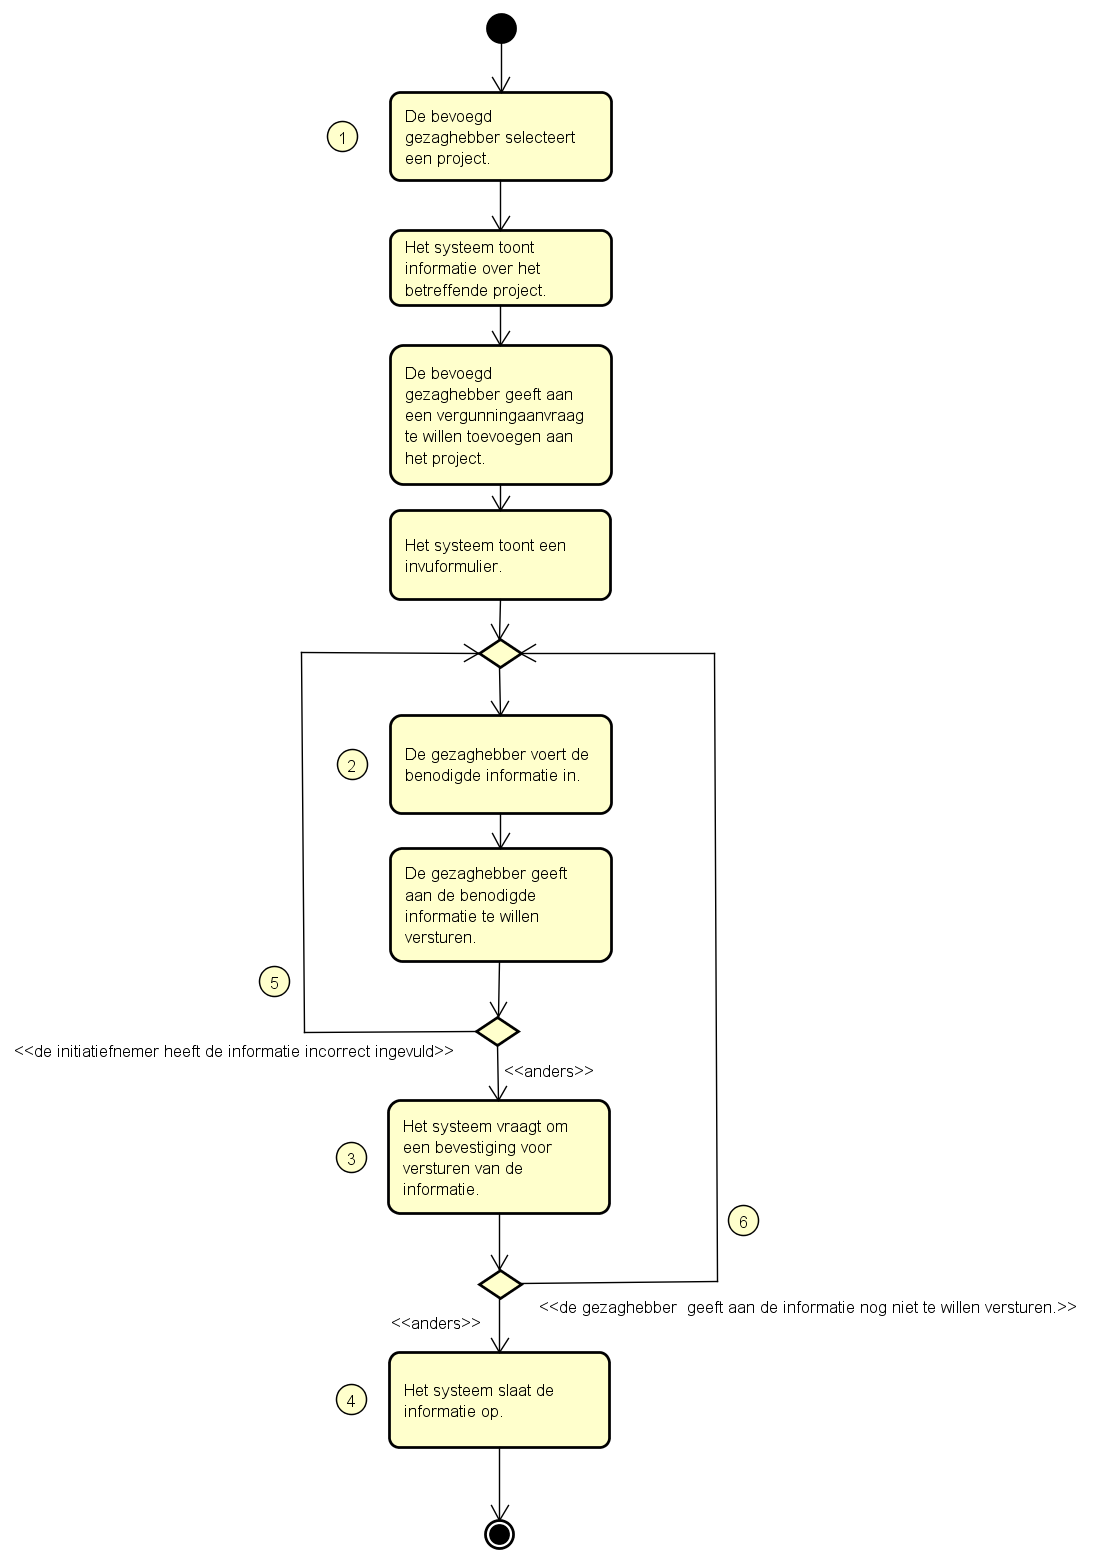 De bevoegd
gezaghebber selecteert
een project.
1
Het systeem toont
informatie over het
betreffende project.
De bevoegd
gezaghebber geeft aan
een vergunningaanvraag
te willen toevoegen aan
het project.
Het systeem toont een
invuformulier.
De gezaghebber voert de
benodigde informatie in.
2
De gezaghebber geeft
aan de benodigde
informatie te willen
versturen.
5
<<de initiatiefnemer heeft de informatie incorrect ingevuld>>
<<anders>>
Het systeem vraagt om
een bevestiging voor
versturen van de
informatie.
3
6
<<de gezaghebber  geeft aan de informatie nog niet te willen versturen.>>
<<anders>>
Het systeem slaat de
informatie op.
4